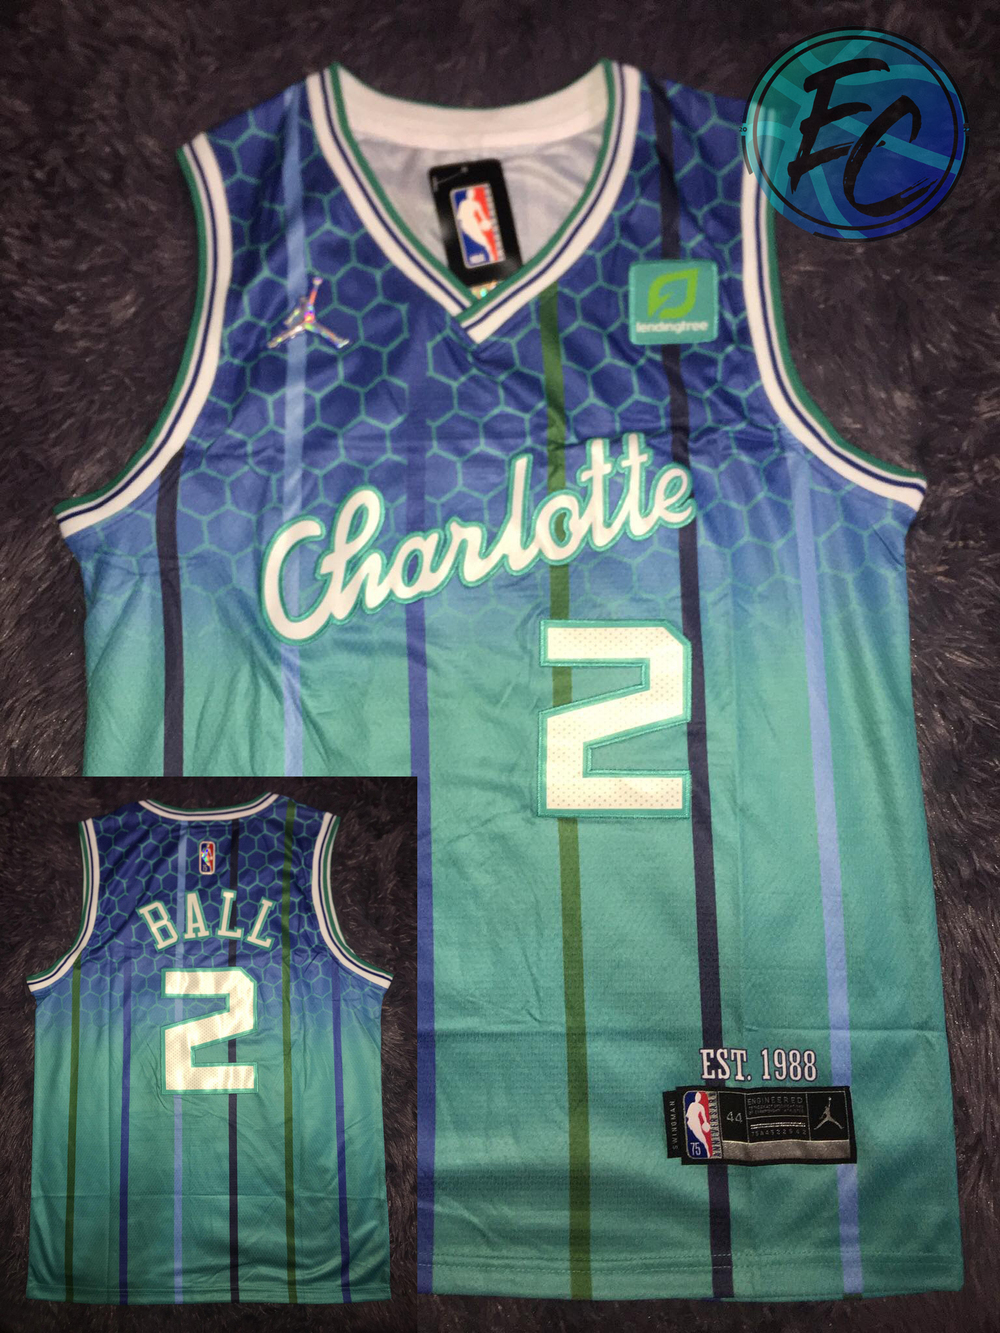 EC
lendingtree
Charlotte
2
BALL
2
EST. 1988
SWINGMAN
75
44
ENGINEERED